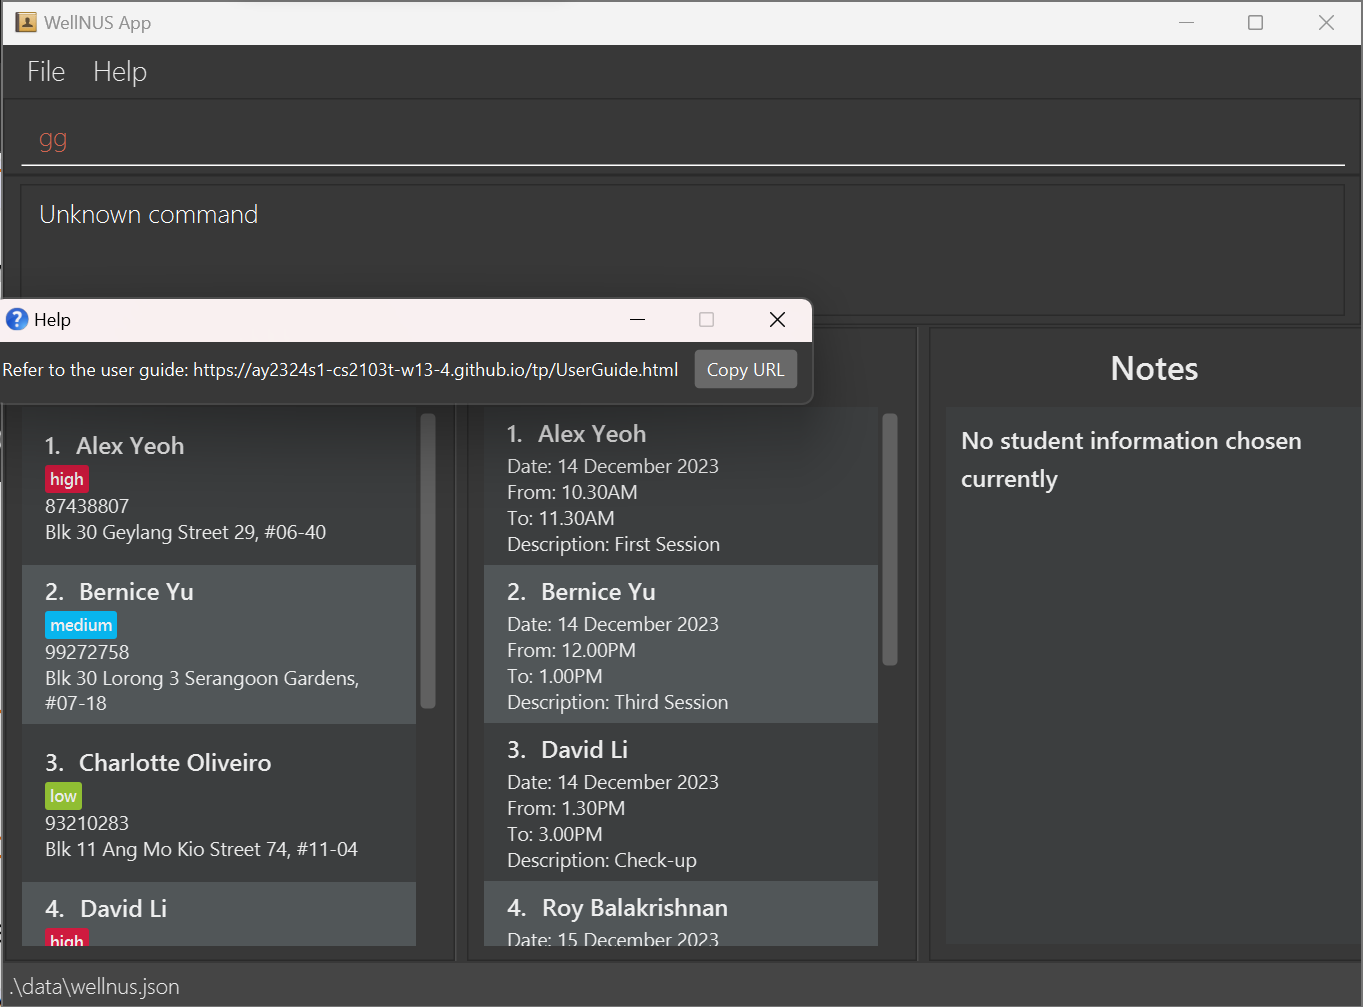 WellNUS App
File Help
gg
Unknown command
Help
Refer to the user guide: https://ay2324s1-cs2103t-w13-4.github.io/tp/UserGuide.html Copy URL
1. Alex Yeoh
high
87438807
Blk 30 Geylang Street 29, #06-40
2. Bernice Yu
medium
99272758
Blk 30 Lorong 3 Serangoon Gardens,
#07-18
3. Charlotte Oliveiro
low
93210283
Blk 11 Ang Mo Kio Street 74, #11-04
4. David Li
high
1. Alex Yeoh
Date: 14 December 2023
From: 10.30AM
To: 11.30AM
Description: First Session
2. Bernice Yu
Date: 14 December 2023
From: 12.00PM
To: 1.00PM
Description: Third Session
3. David Li
Date: 14 December 2023
From: 1.30PM
To: 3.00PM
Description: Check-up
4. Roy Balakrishnan
Date: 15 December 2023
Notes
No student information chosen
currently
.\data\wellnus.json